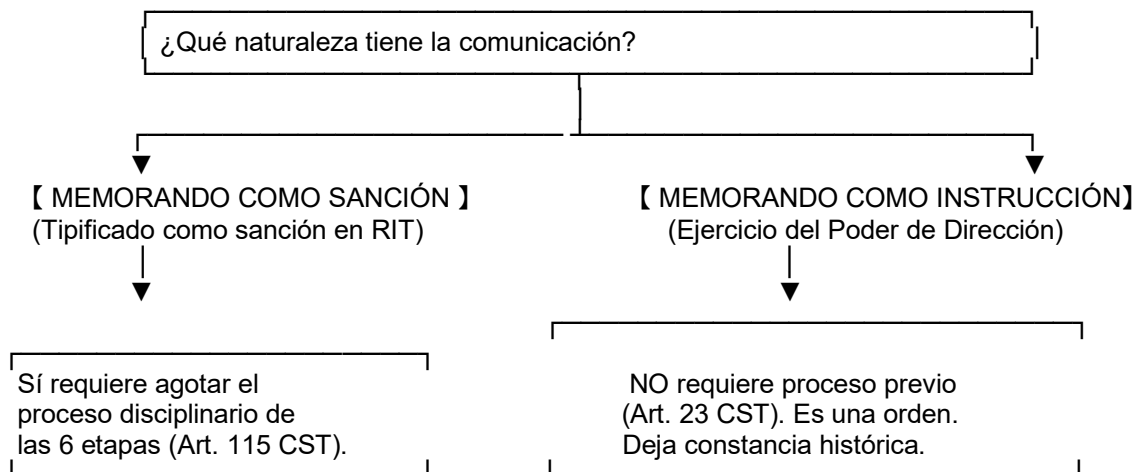 ¿Qué naturaleza tiene la comunicación?
【 MEMORANDO COMO SANCIÓN 】
(Tipificado como sanción en RIT)
【 MEMORANDO COMO INSTRUCCIÓN】
(Ejercicio del Poder de Dirección)
Sí requiere agotar el
proceso disciplinario de
las 6 etapas (Art. 115 CST).
NO requiere proceso previo
(Art. 23 CST). Es una orden.
Deja constancia histórica.